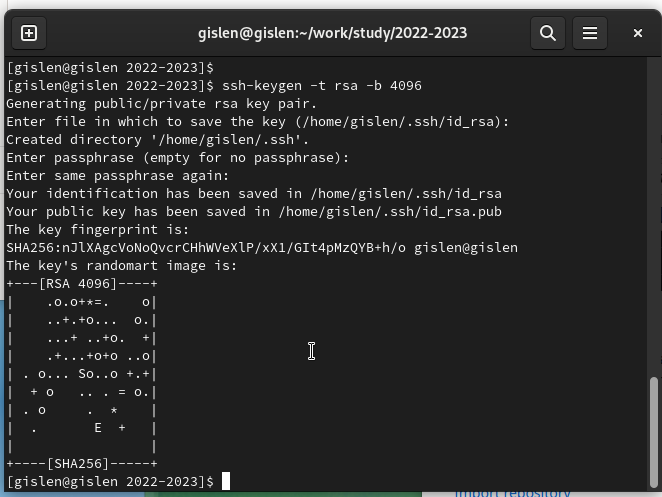 gislen@gislen:~/work/study/2022-2023
[gislen@gislen 2022-2023]$
[gislen@gislen 2022-2023]$ ssh-keygen -t rsa -b 4096
Generating public/private rsa key pair.
Enter file in which to save the key (/home/gislen/.ssh/id_rsa):
Created directory '/home/gislen/.ssh'.
Enter passphrase (empty for no passphrase):
Enter same passphrase again:
Your identification has been saved in /home/gislen/.ssh/id_rsa
Your public key has been saved in /home/gislen/.ssh/id_rsa.pub
The key fingerprint is:
SHA256:nJlXAgcVoNoQvcrCHhWVeXlP/xX1/GIt4pMzQYB+h/o gislen@gislen
The key's randomart image is:
+---[RSA 4096]----+
|    .o.o+*=.    o|
|    ..+.+o...  o.|
|    ...+ ..+o.  +|
|    .+...+o+o ..o|
| . o... So..o +.+|
|  + o   .. . = o.|
| . o     .  *    |
|  .      E  +    |
|                 |
+----[SHA256]-----+
[gislen@gislen 2022-2023]$
Import repository